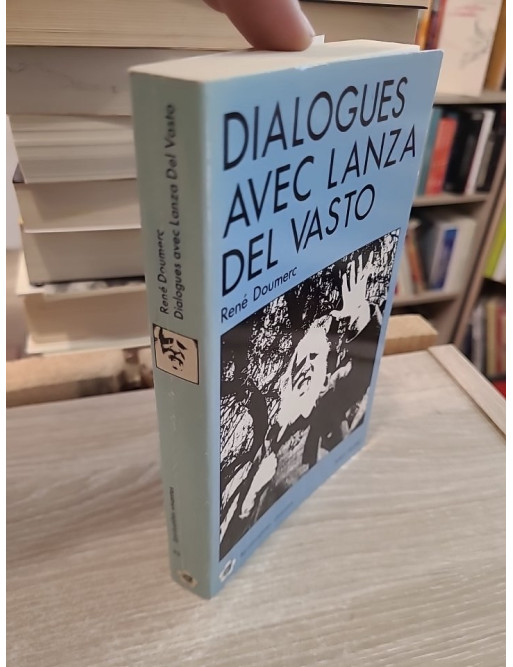 DIALOGUES
AVEC LANZA
DEL VASTO
René Doumerc
René Doumerc
Dialogues avec Lanza Del Vasto